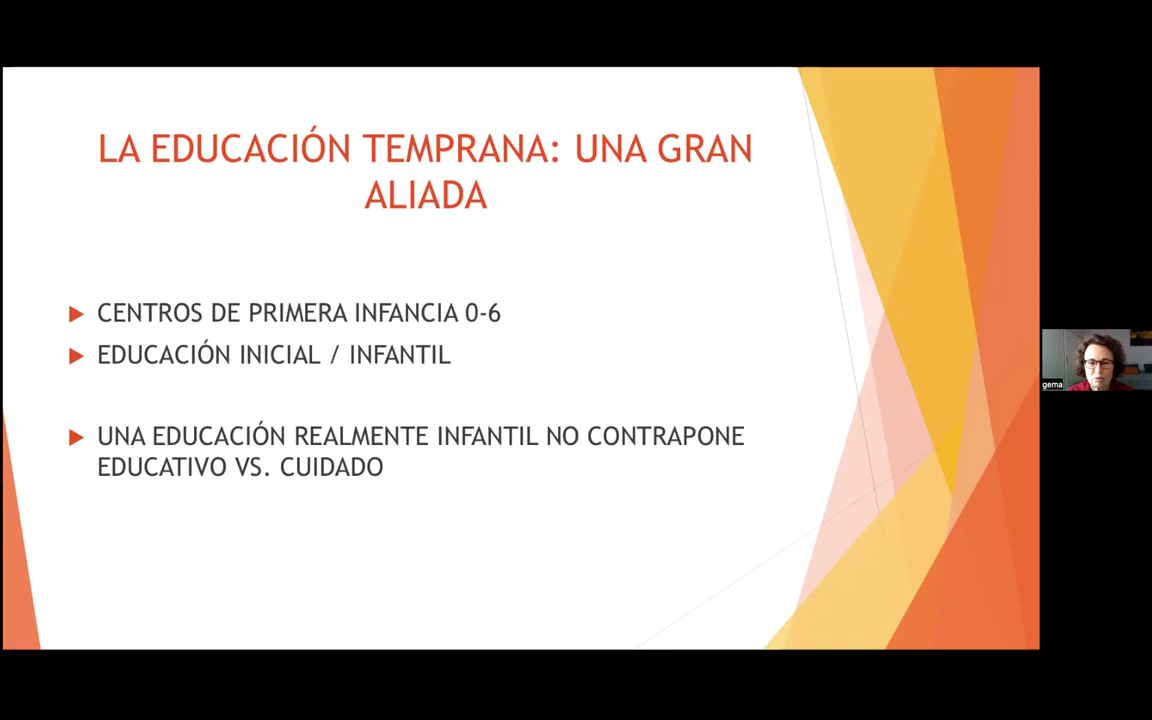 LA EDUCACIÓN TEMPRANA: UNA GRAN
ALIADA
CENTROS DE PRIMERA INFANCIA 0-6
EDUCACIÓN INICIAL / INFANTIL
UNA EDUCACIÓN REALMENTE INFANTIL NO CONTRAPONE
EDUCATIVO VS. CUIDADO
gema